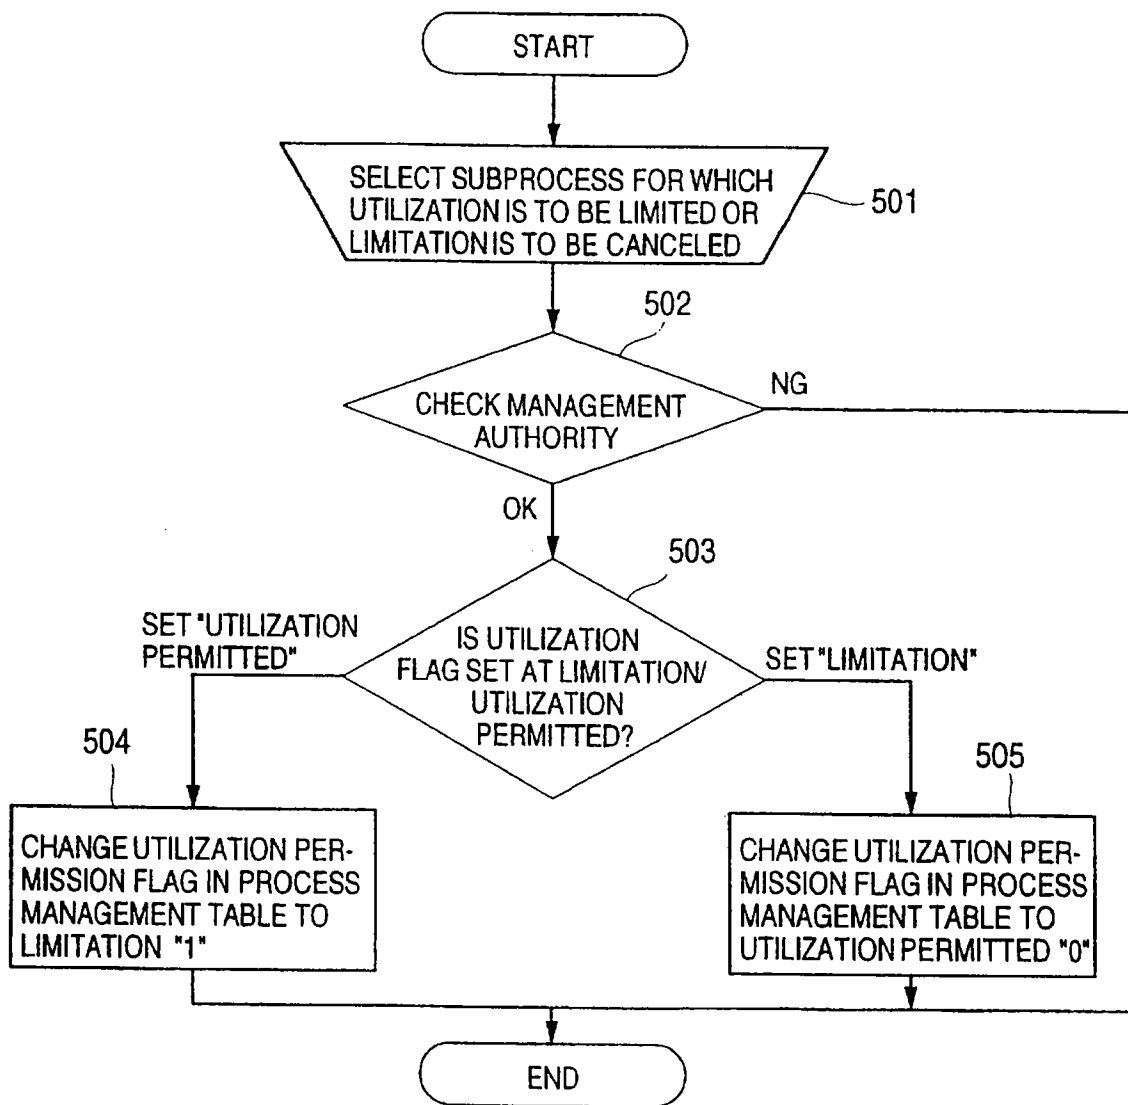 START
SELECT SUBPROCESS FOR WHICH
UTILIZATION IS TO BE LIMITED OR
LIMITATION IS TO BE CANCELED
501
502
CHECK MANAGEMENT
AUTHORITY
NG
OK
503
IS UTILIZATION
FLAG SET AT LIMITATION/
UTILIZATION
PERMITTED?
SET "UTILIZATION
PERMITTED"
SET "LIMITATION"
504
CHANGE UTILIZATION PER-
MISSION FLAG IN PROCESS
MANAGEMENT TABLE TO
LIMITATION "1"
505
CHANGE UTILIZATION PER-
MISSION FLAG IN PROCESS
MANAGEMENT TABLE TO
UTILIZATION PERMITTED "0"
END